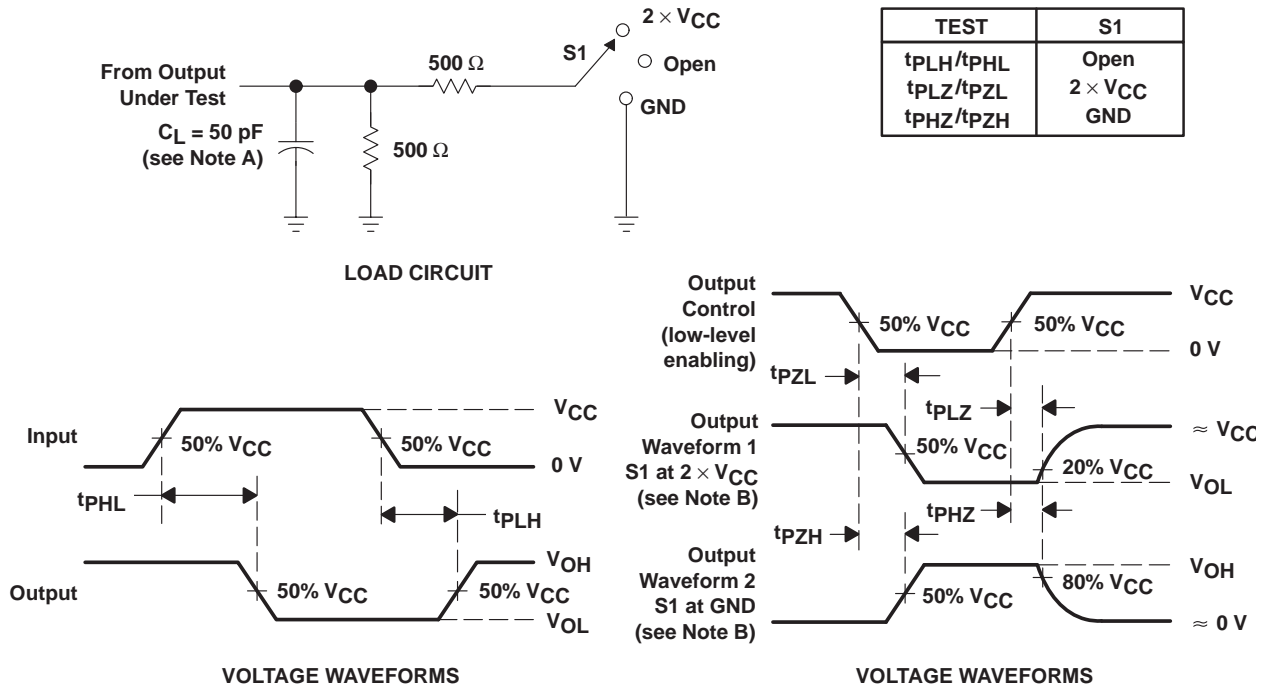 2 × VCC
S1
Open
GND
500 Ω
From Output
Under Test
CL = 50 pF
(see Note A)
500 Ω
LOAD CIRCUIT
TEST S1
tPLH/tPHL Open
tPLZ/tPZL 2 × VCC
tPHZ/tPZH GND
Input
50% VCC
50% VCC
VCC
0 V
tPHL
tPLH
Output
50% VCC
50% VCC
VOH
VOL
VOLTAGE WAVEFORMS
Output
Control
(low-level
enabling)
50% VCC
50% VCC
VCC
0 V
tPZL
tPLZ
Output
Waveform 1
S1 at 2 × VCC
(see Note B)
50% VCC
20% VCC
≈ VCC
VOL
tPHZ
tPZH
Output
Waveform 2
S1 at GND
(see Note B)
50% VCC
80% VCC
VOH
≈ 0 V
VOLTAGE WAVEFORMS